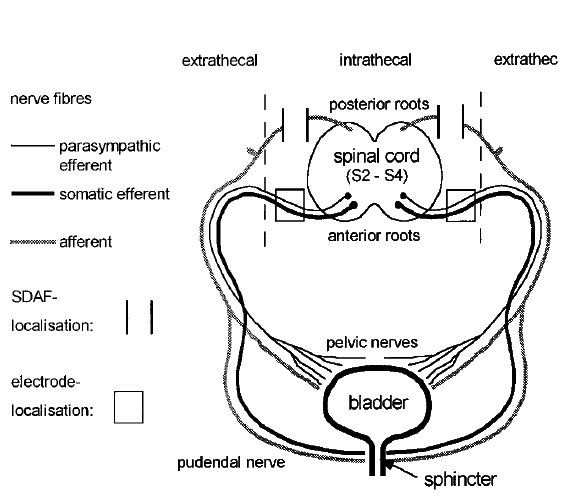 extrathecal intrathecal extrathec
nerve fibres
posterior roots
parasympathic
efferent
spinal cord
(S2 - S4)
somatic efferent
anterior roots
afferent
SDAF-
localisation:
pelvic nerves
electrode-
localisation:
bladder
pudendal nerve
sphincter